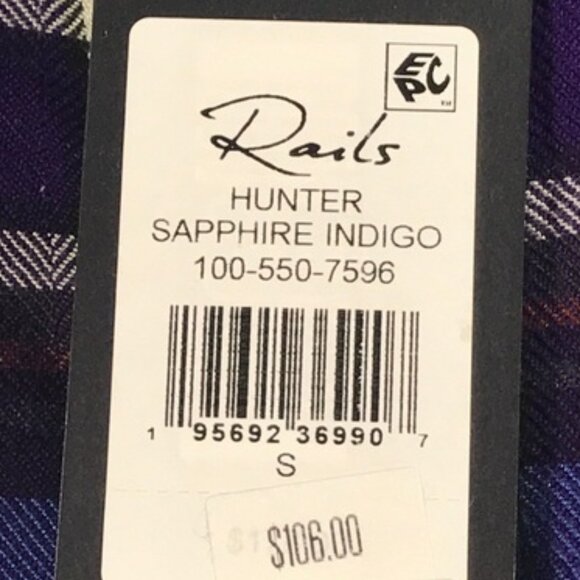 EPC
Rails
HUNTER
SAPPHIRE INDIGO
100-550-7596
1 95692 36990 7
S
$106.00